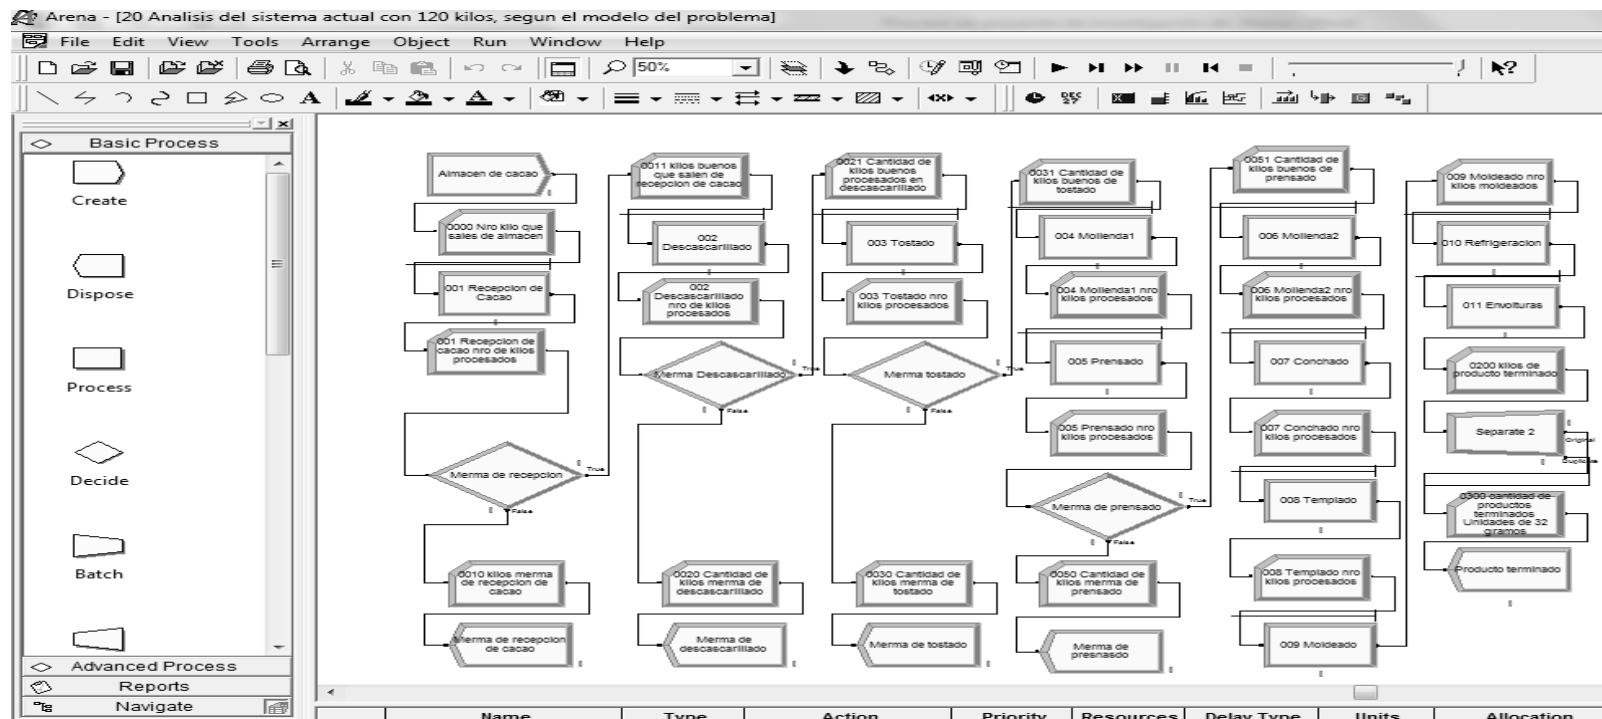 Arena - [20 Analisis del sistema actual con 120 kilos, segun el modelo del problema]
File Edit View Tools Arrange Object Run Window Help
50%
Basic Process
Create
Dispose
Process
Decide
Batch
Advanced Process
Reports
Navigate
Almacen de cacao
0000 Nro kilo que
sales de almacen
001 Recepcion de
Cacao
001 Recepcion de
cacao nro de kilos
procesados
Merma de recepcion
True
False
0010 kilos merma
de recepcion de
cacao
Merma de recepcion
de cacao
0011 kilos buenos
que salen de
recepcion de cacao
002
Descascarillado
002
Descascarillado
nro de kilos
procesados
Merma Descascarillado
True
False
0020 Cantidad de
kilos merma de
descascarillado
Merma de
descascarillado
0021 Cantidad de
kilos buenos
procesados en
descascarillado
003 Tostado
003 Tostado nro
kilos procesados
Merma tostado
True
False
0030 Cantidad de
kilos merma de
tostado
Merma de tostado
0031 Cantidad de
kilos buenos de
tostado
004 Mollenda1
004 Mollenda1 nro
kilos procesados
005 Prensado
005 Prensado nro
kilos procesados
Merma de prensado
True
False
0050 Cantidad de
kilos merma de
prensado
Merma de
presnasdo
0051 Cantidad de
kilos buenos de
prensado
006 Mollenda2
006 Mollenda2 nro
kilos procesados
007 Conchado
007 Conchado nro
kilos procesados
008 Templado
008 Templado nro
kilos procesados
009 Moldeado
009 Moldeado nro
kilos moldeados
010 Refrigeracion
011 Envolturas
0200 kilos de
producto terminado
Separate 2
Original
Duplicate
0300 cantidad de
productos
terminados
Unidades de 32
gramos
Producto terminado
Name Type Action Priority Resources Delay Type Units Allocation